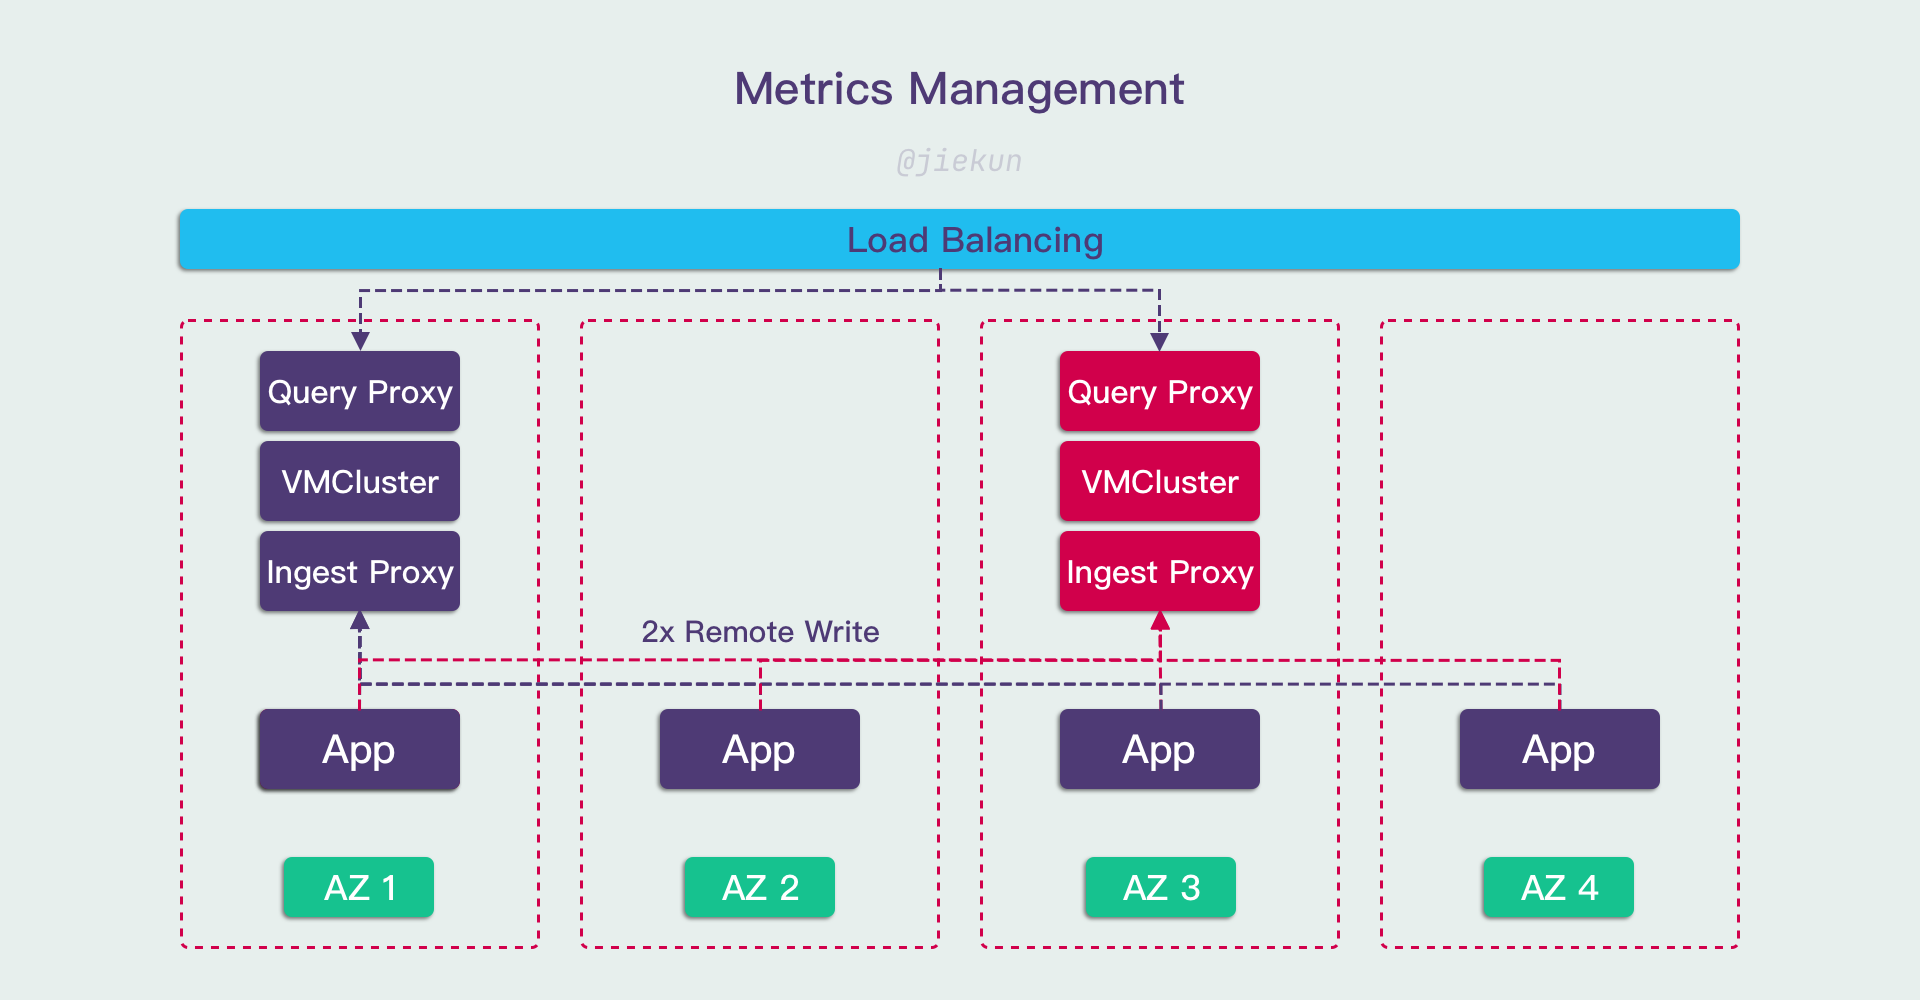 Metrics Management
@jiekun
Load Balancing
Query Proxy
VMCluster
Ingest Proxy
Query Proxy
VMCluster
Ingest Proxy
2x Remote Write
App
App
App
App
AZ 1
AZ 2
AZ 3
AZ 4